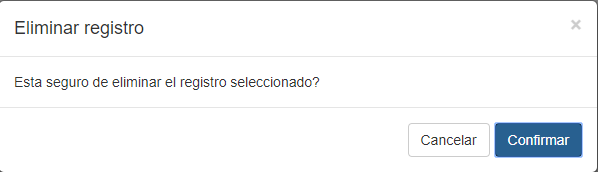 Eliminar registro
×
Esta seguro de eliminar el registro seleccionado?
Cancelar
Confirmar